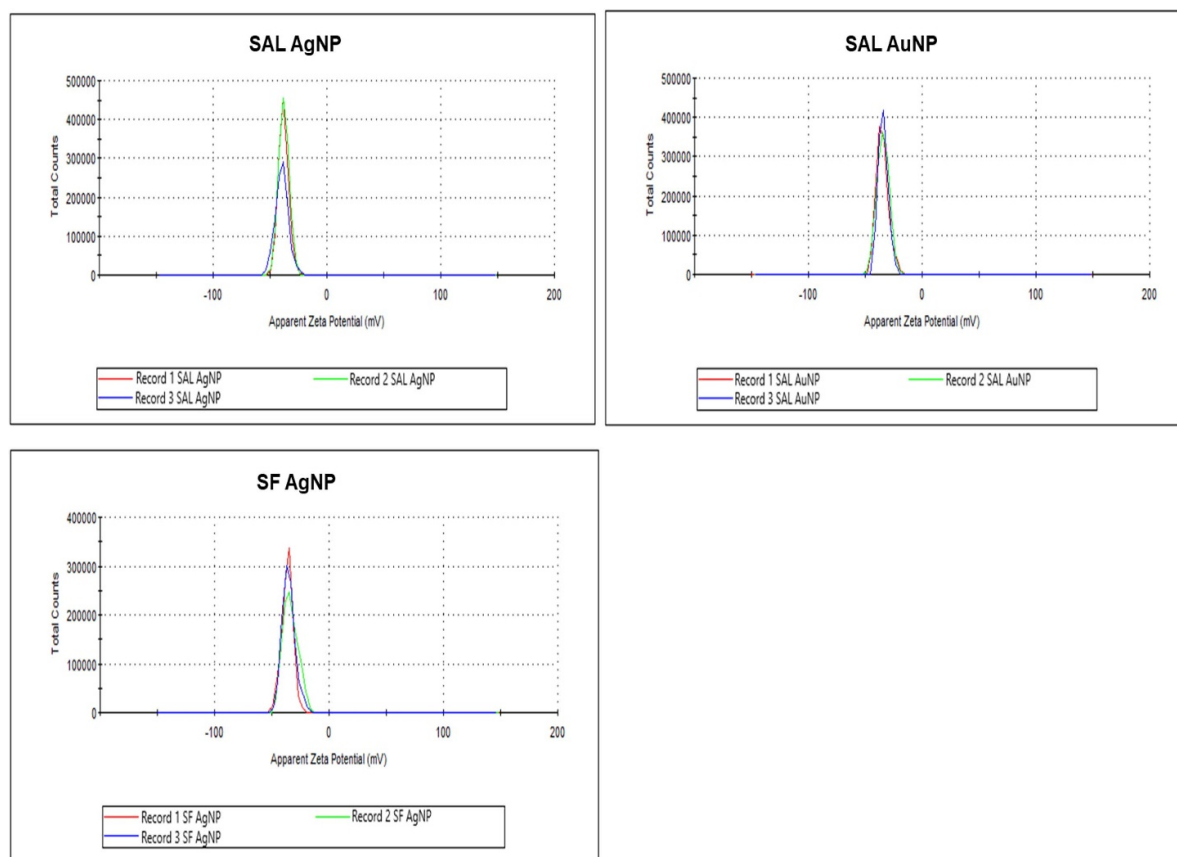 SAL AgNP
500000
400000
300000
200000
100000
0
Total Counts
-100 0 100 200
Apparent Zeta Potential (mV)
Record 1 SAL AgNP Record 2 SAL AgNP
Record 3 SAL AgNP
SAL AuNP
500000
400000
300000
200000
100000
0
Total Counts
-100 0 100 200
Apparent Zeta Potential (mV)
Record 1 SAL AuNP Record 2 SAL AuNP
Record 3 SAL AuNP
SF AgNP
400000
300000
200000
100000
0
Total Counts
-100 0 100 200
Apparent Zeta Potential (mV)
Record 1 SF AgNP Record 2 SF AgNP
Record 3 SF AgNP